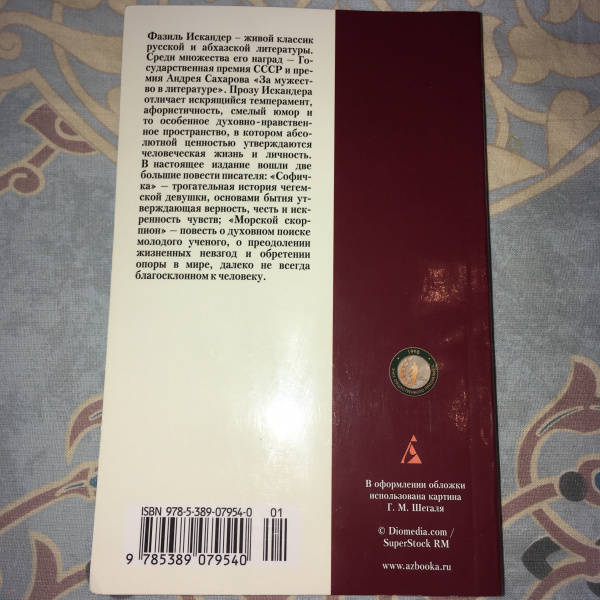 Фазиль Искандер – живой классик
русской и абхазской литературы.
Среди множества его наград – Го-
сударственная премия СССР и пре-
мия Андрея Сахарова «За мужест-
во в литературе». Прозу Искандера
отличает искрящийся темперамент,
афористичность, смелый юмор и
то особенное духовно-нравствен-
ное пространство, в котором абсо-
лютной ценностью утверждаются
человеческая жизнь и личность.
В настоящее издание вошли две
большие повести писателя: «Софич-
ка» – трогательная история чегем-
ской девушки, основами бытия ут-
верждающая верность, честь и иск-
ренность чувств; «Морской скор-
пион» – повесть о духовном поиске
молодого ученого, о преодолении
жизненных невзгод и обретении
опоры в мире, далеко не всегда
благосклонном к человеку.
1998
В оформлении обложки
использована картина
Г. М. Шегаля
© Diomedia.com /
SuperStock RM
www.azbooka.ru
ISBN 978-5-389-07954-0
01
9 785389 079540